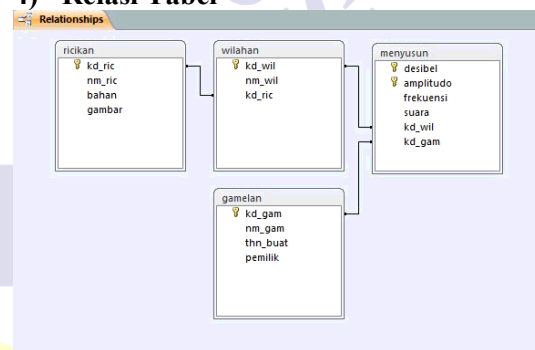 4) Relasi Tabel
Relationships
ricikan
kd_ric
nm_ric
bahan
gambar
wilahan
kd_wil
nm_wil
kd_ric
menyusun
desibel
amplitudo
frekuensi
suara
kd_wil
kd_gam
gamelan
kd_gam
nm_gam
thn_buat
pemilik